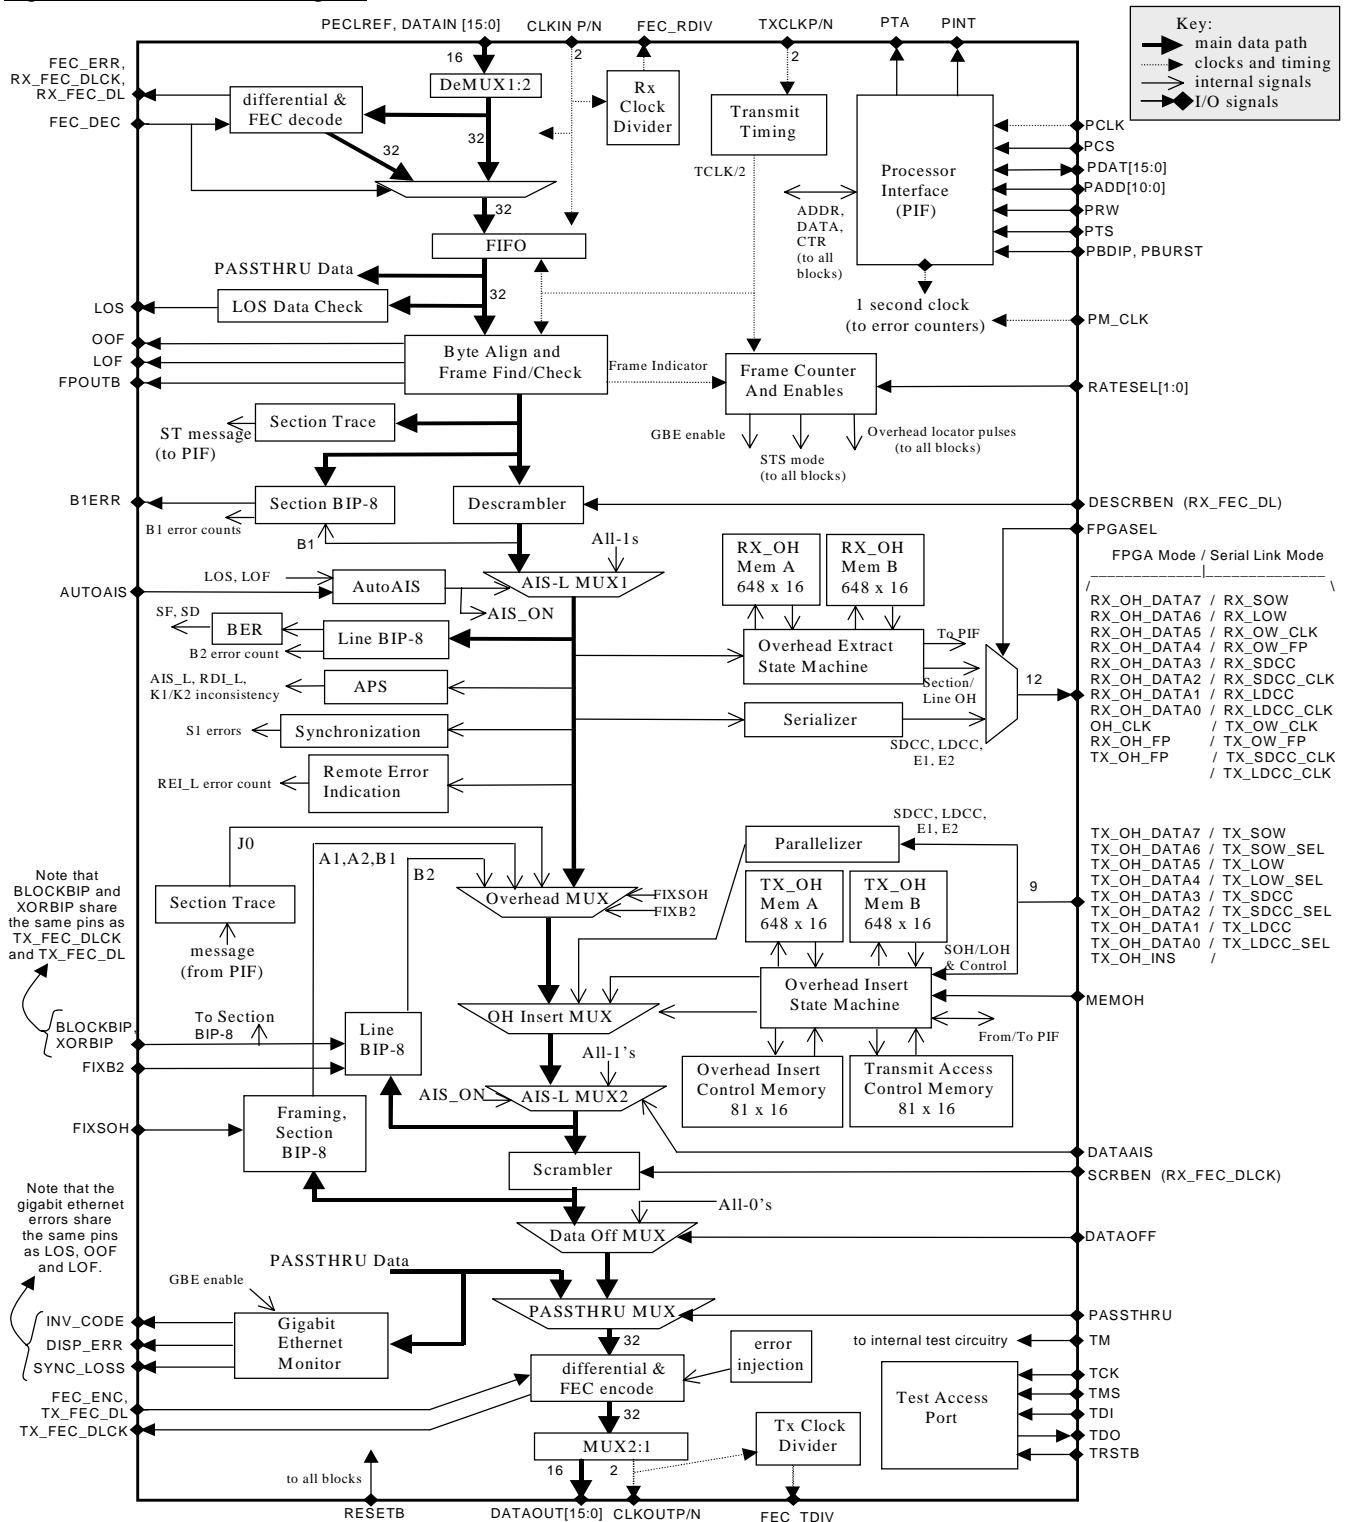 PECLREF, DATAIN [15:0]
CLKIN P/N
FEC_RDIV
TXCLKP/N
PTA
PINT
Key:
main data path
clocks and timing
internal signals
I/O signals
16
2
2
FEC_ERR,
RX_FEC_DLCK,
RX_FEC_DL
FEC_DEC
DeMUX1:2
differential &
FEC decode
32
32
Rx
Clock
Divider
Transmit
Timing
TCLK/2
Processor
Interface
(PIF)
ADDR,
DATA,
CTR
(to all
blocks)
PCLK
PCS
PDAT[15:0]
PADD[10:0]
PRW
PTS
PBDIP, PBURST
32
FIFO
PASSTHRU Data
32
LOS
LOS Data Check
1 second clock
(to error counters)
PM_CLK
OOF
LOF
FPOUTB
Byte Align and
Frame Find/Check
Frame Indicator
Frame Counter
And Enables
RATESEL[1:0]
Section Trace
ST message
(to PIF)
GBE enable
STS mode
(to all blocks)
Overhead locator pulses
(to all blocks)
B1ERR
Section BIP-8
B1 error counts
B1
Descrambler
DESCRBEN (RX_FEC_DL)
FPGASEL
All-1s
AIS-L MUX1
AUTOAIS
LOS, LOF
AutoAIS
AIS_ON
RX_OH
Mem A
648 x 16
RX_OH
Mem B
648 x 16
FPGA Mode / Serial Link Mode
SF, SD
BER
Line BIP-8
B2 error count
Overhead Extract
State Machine
To PIF
Section/
Line OH
12
AIS_L, RDI_L,
K1/K2 inconsistency
APS
Serializer
SDCC, LDCC,
E1, E2
S1 errors
Synchronization
REI_L error count
Remote Error
Indication
RX_OH_DATA7 / RX_SOW
RX_OH_DATA6 / RX_LOW
RX_OH_DATA5 / RX_OW_CLK
RX_OH_DATA4 / RX_OW_FP
RX_OH_DATA3 / RX_SDCC
RX_OH_DATA2 / RX_SDCC_CLK
RX_OH_DATA1 / RX_LDCC
RX_OH_DATA0 / RX_LDCC_CLK
OH_CLK / TX_OW_CLK
RX_OH_FP / TX_OW_FP
TX_OH_FP / TX_SDCC_CLK
/ TX_LDCC_CLK
J0
A1,A2,B1
B2
Note that
BLOCKBIP and
XORBIP share
the same pins as
TX_FEC_DLCK
and TX_FEC_DL
Section Trace
message
(from PIF)
Overhead MUX
FIXSOH
FIXB2
Parallelizer
SDCC, LDCC,
E1, E2
TX_OH
Mem A
648 x 16
TX_OH
Mem B
648 x 16
9
SOH/LOH
& Control
TX_OH_DATA7 / TX_SOW
TX_OH_DATA6 / TX_SOW_SEL
TX_OH_DATA5 / TX_LOW
TX_OH_DATA4 / TX_LOW_SEL
TX_OH_DATA3 / TX_SDCC
TX_OH_DATA2 / TX_SDCC_SEL
TX_OH_DATA1 / TX_LDCC
TX_OH_DATA0 / TX_LDCC_SEL
TX_OH_INS /
Overhead Insert
State Machine
MEMOH
From/To PIF
OH Insert MUX
BLOCKBIP,
XORBIP
To Section
BIP-8
Line
BIP-8
FIXB2
All-1's
AIS_ON
AIS-L MUX2
Overhead Insert
Control Memory
81 x 16
Transmit Access
Control Memory
81 x 16
FIXSOH
Framing,
Section
BIP-8
DATAAIS
Scrambler
SCRBEN (RX_FEC_DLCK)
Note that the
gigabit ethernet
errors share
the same pins
as LOS, OOF
and LOF.
All-0's
Data Off MUX
DATAOFF
PASSTHRU Data
GBE enable
PASSTHRU MUX
PASSTHRU
INV_CODE
DISP_ERR
SYNC_LOSS
Gigabit
Ethernet
Monitor
32
error
injection
to internal test circuitry
TM
differential &
FEC encode
FEC_ENC,
TX_FEC_DL
TX_FEC_DLCK
32
Test Access
Port
TCK
TMS
TDI
TDO
TRSTB
MUX2:1
Tx Clock
Divider
16
2
to all blocks
RESETB
DATAOUT[15:0]
CLKOUTP/N
FEC_TDIV